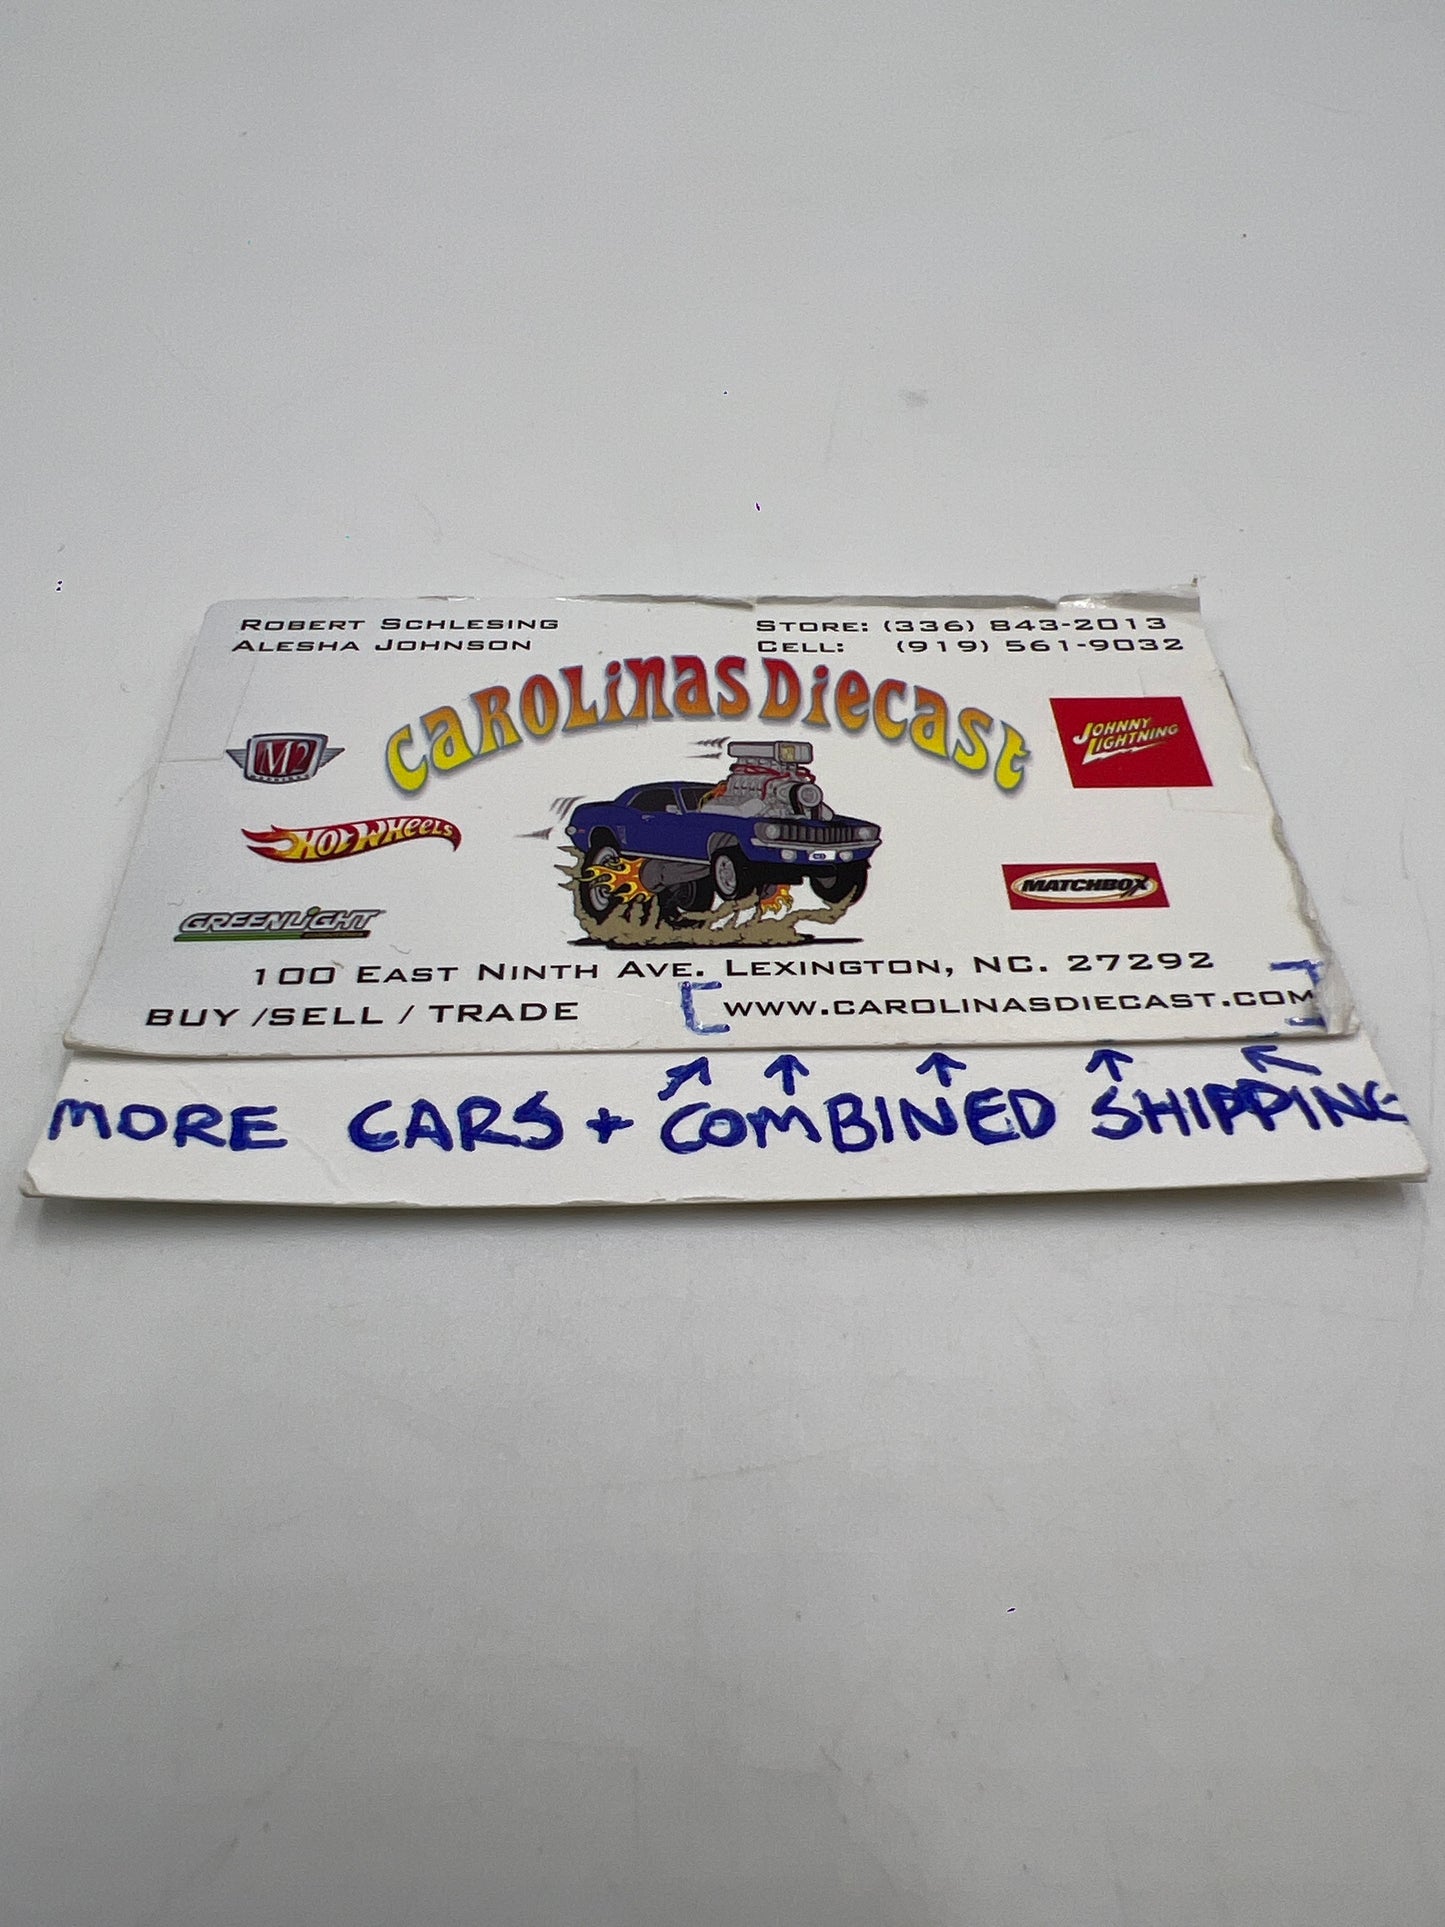 Robert Schlesing
Alesha Johnson
Store: (336) 843-2013
Cell: (919) 561-9032
Carolinas Diecast
M2
Johnny Lightning
Hot Wheels
Matchbox
Greenlight
100 East Ninth Ave. Lexington, NC. 27292
BUY /SELL / TRADE
www.carolinasdiecast.com
MORE CARS + COMBINED SHIPPING